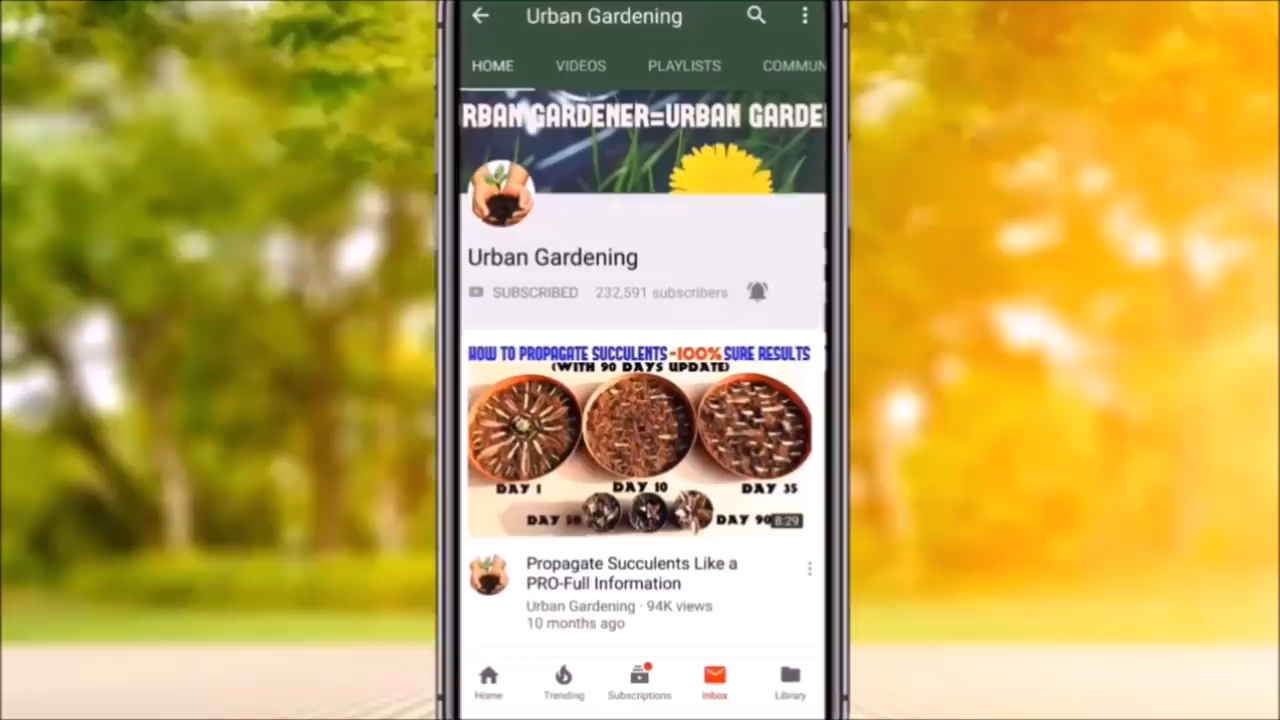 Urban Gardening
HOME VIDEOS PLAYLISTS COMMUN
RBAN GARDENER=URBAN GARDE
Urban Gardening
SUBSCRIBED 232,591 subscribers
HOW TO PROPAGATE SUCCULENTS -100% SURE RESULTS
(WITH 90 DAYS UPDATE)
DAY 1 DAY 10 DAY 35
DAY DAY 90 8:29
Propagate Succulents Like a
PRO-Full Information
Urban Gardening · 94K views
10 months ago
Home Trending Subscriptions Inbox Library